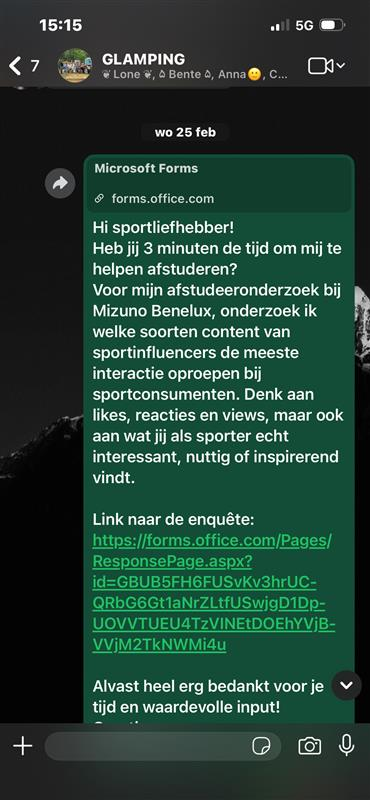 15:15
5G
7
GLAMPING
❦ Lone ❦, ۵ Bente ۵, Anna🙂, C...
wo 25 feb
Microsoft Forms
forms.office.com
Hi sportliefhebber!
Heb jij 3 minuten de tijd om mij te
helpen afstuderen?
Voor mijn afstudeeronderzoek bij
Mizuno Benelux, onderzoek ik
welke soorten content van
sportinfluencers de meeste
interactie oproepen bij
sportconsumenten. Denk aan
likes, reacties en views, maar ook
aan wat jij als sporter echt
interessant, nuttig of inspirerend
vindt.
Link naar de enquête:
https://forms.office.com/Pages/
ResponsePage.aspx?
id=GBUB5FH6FUSvKv3hrUC-
QRbG6Gt1aNrZLtfUSwjgD1Dp-
UOVVTUEU4TzVINEtDOEhYVjB-
VVjM2TkNWMi4u
Alvast heel erg bedankt voor je
tijd en waardevolle input!